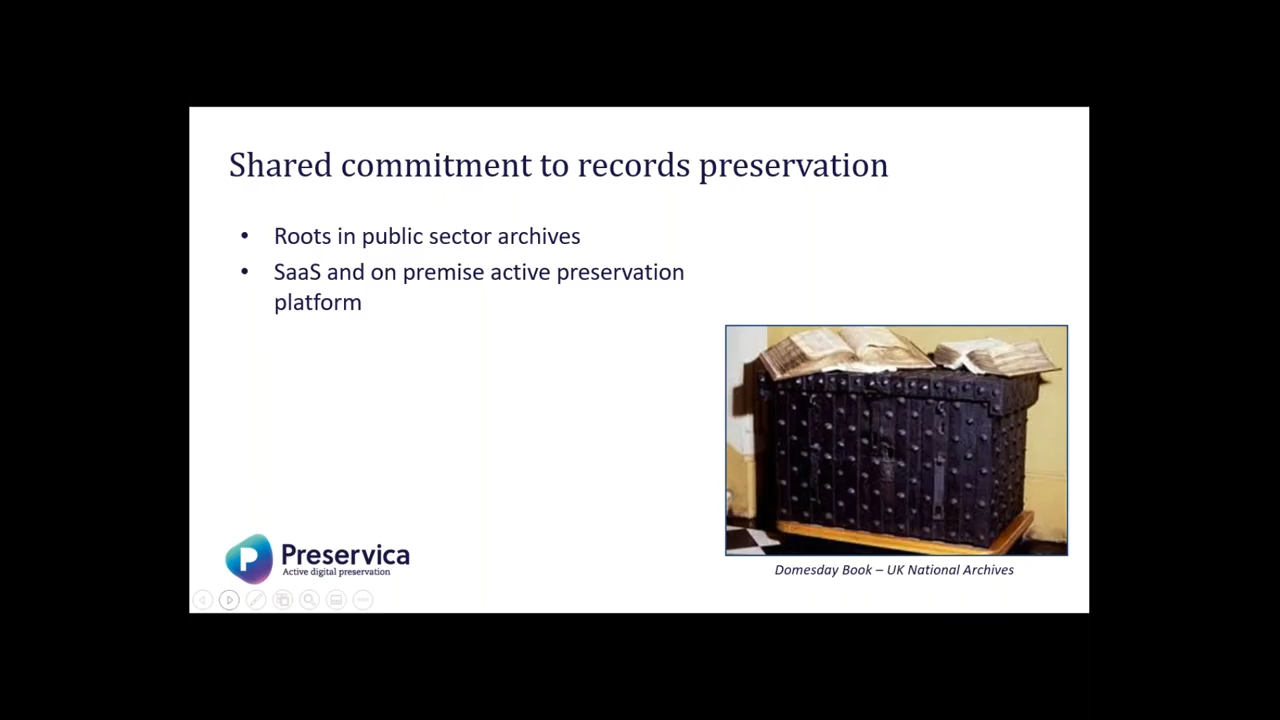 Shared commitment to records preservation
• Roots in public sector archives
• SaaS and on premise active preservation
platform
P Preservica
Active digital preservation
Domesday Book – UK National Archives